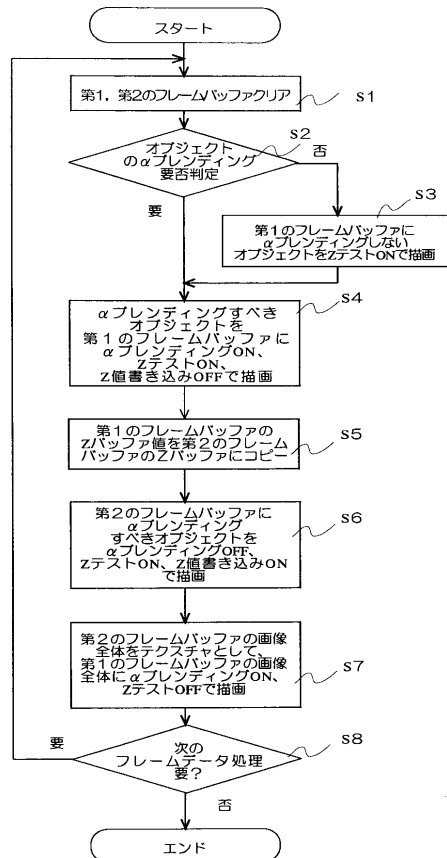 スタート
第1，第2のフレームバッファクリア
s1
オブジェクト
のαブレンディング
要否判定
s2
否
要
第1のフレームバッファに
αブレンディングしない
オブジェクトをZテストONで描画
s3
αブレンディングすべき
オブジェクトを
第1のフレームバッファに
αブレンディングON、
ZテストON、
Z値書き込みOFFで描画
s4
第1のフレームバッファの
Zバッファ値を第2のフレーム
バッファのZバッファにコピー
s5
第2のフレームバッファに
αブレンディング
すべきオブジェクトを
αブレンディングOFF、
ZテストON、Z値書き込みON
で描画
s6
第2のフレームバッファの画像
全体をテクスチャとして、
第1のフレームバッファの画像
全体にαブレンディングON、
ZテストOFFで描画
s7
要
次の
フレームデータ処理
要？
s8
否
エンド